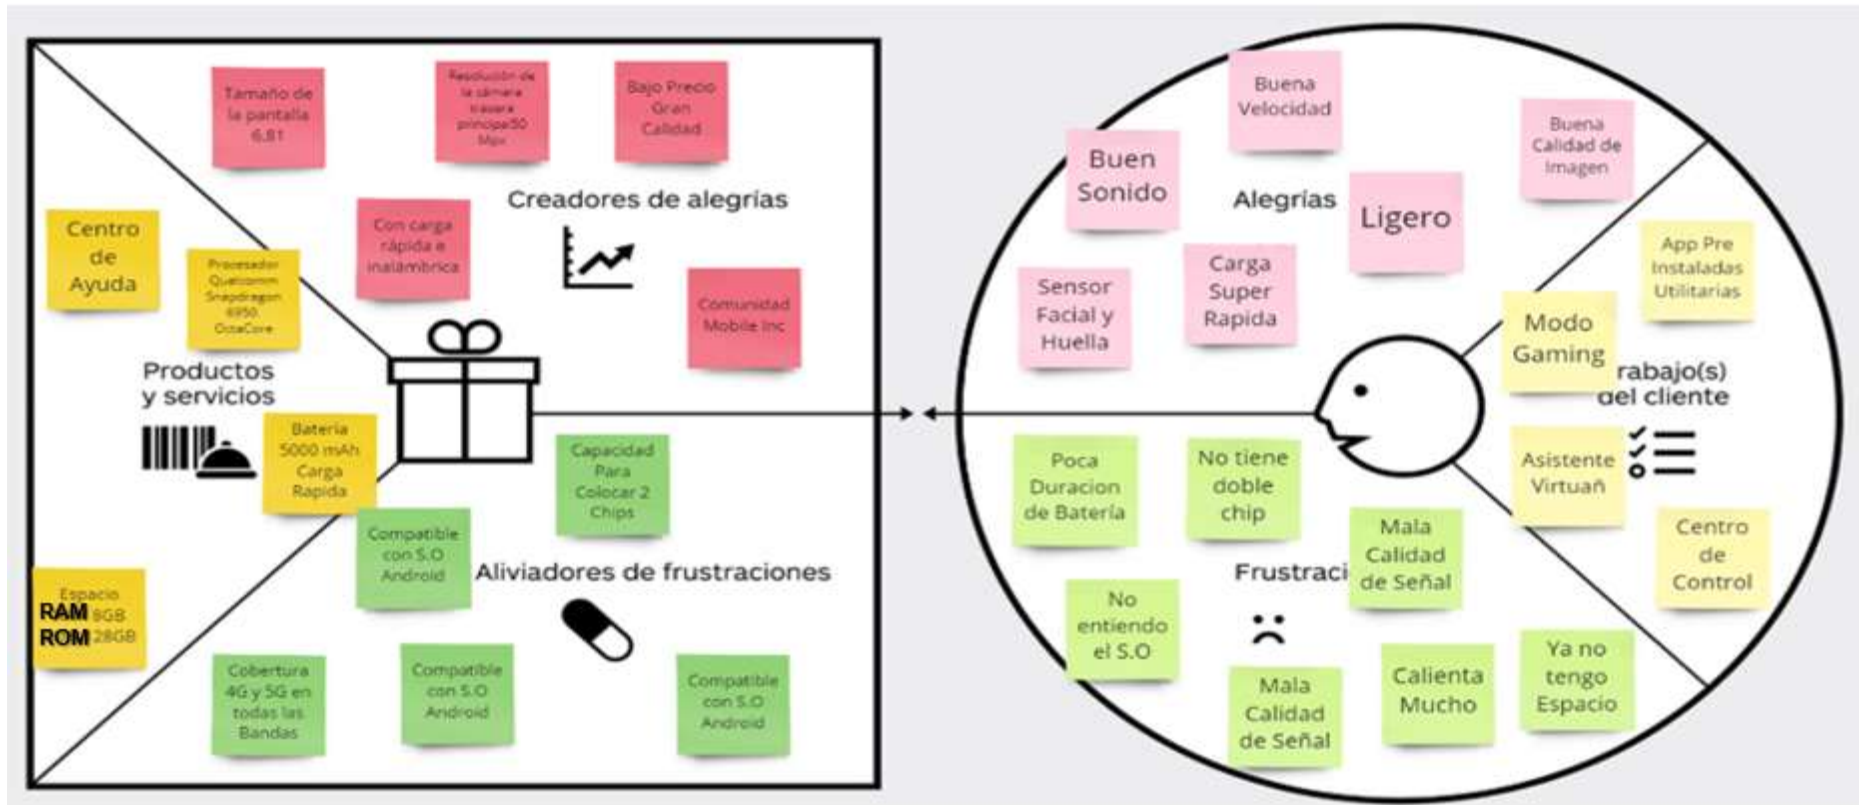 Tamaño de
la pantalla
6.81
Resolución de
la cámara
trasera
principal50
Mpx
Bajo Precio
Gran
Calidad
Centro
de
Ayuda
Procesador
Qualcomm
Snapdragon
6950
OctaCore
Con carga
rápida e
inalámbrica
Creadores de alegrías
Comunidad
Mobile Inc
Productos
y servicios
Batería
5000 mAh
Carga
Rapida
Capacidad
Para
Colocar 2
Chips
Compatible
con S.O
Android
Aliviadores de frustraciones
Espacio
RAM 8GB
ROM 28GB
Cobertura
4G y 5G en
todas las
Bandas
Compatible
con S.O
Android
Compatible
con S.O
Android
Buena
Velocidad
Buena
Calidad de
Imagen
Buen
Sonido
Alegrías
Ligero
Sensor
Facial y
Huella
Carga
Super
Rapida
App Pre
Instaladas
Utilitarias
Modo
Gaming
rabajo(s)
del cliente
Asistente
Virtuañ
Centro
de
Control
Poca
Duracion
de Batería
No tiene
doble
chip
Mala
Calidad
de Señal
Frustraci
No
entiendo
el S.O
Mala
Calidad
de Señal
Calienta
Mucho
Ya no
tengo
Espacio